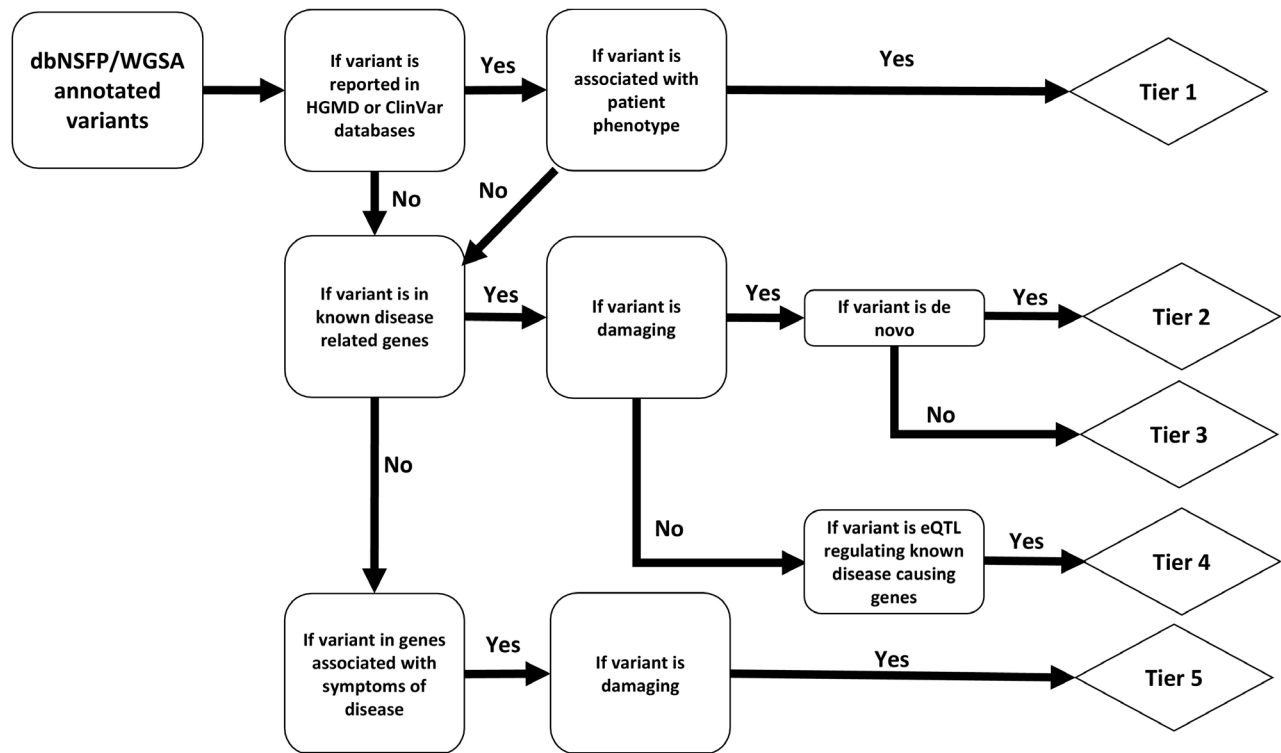 dbNSFP/WGSA
annotated
variants
If variant is
reported in
HGMD or ClinVar
databases
Yes
If variant is
associated with
patient
phenotype
Yes
Tier 1
No
No
If variant is in
known disease
related genes
Yes
If variant is
damaging
Yes
If variant is de
novo
Yes
Tier 2
No
Tier 3
No
No
If variant is eQTL
regulating known
disease causing
genes
Yes
Tier 4
If variant in genes
associated with
symptoms of
disease
Yes
If variant is
damaging
Yes
Tier 5